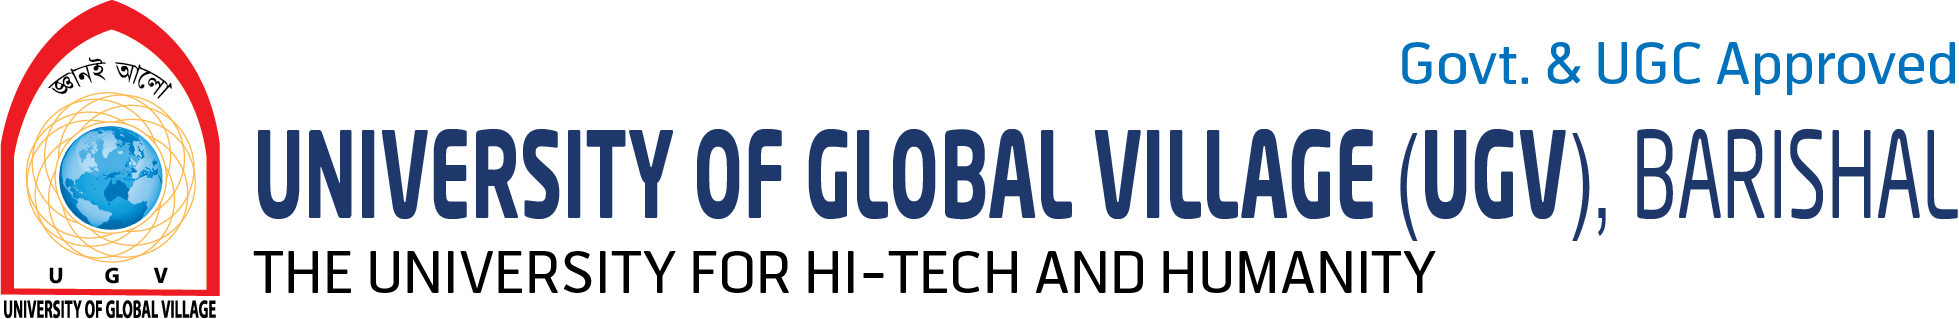 জ্ঞানই আলো
U G V
UNIVERSITY OF GLOBAL VILLAGE
Govt. & UGC Approved
UNIVERSITY OF GLOBAL VILLAGE (UGV), BARISHAL
THE UNIVERSITY FOR HI-TECH AND HUMANITY